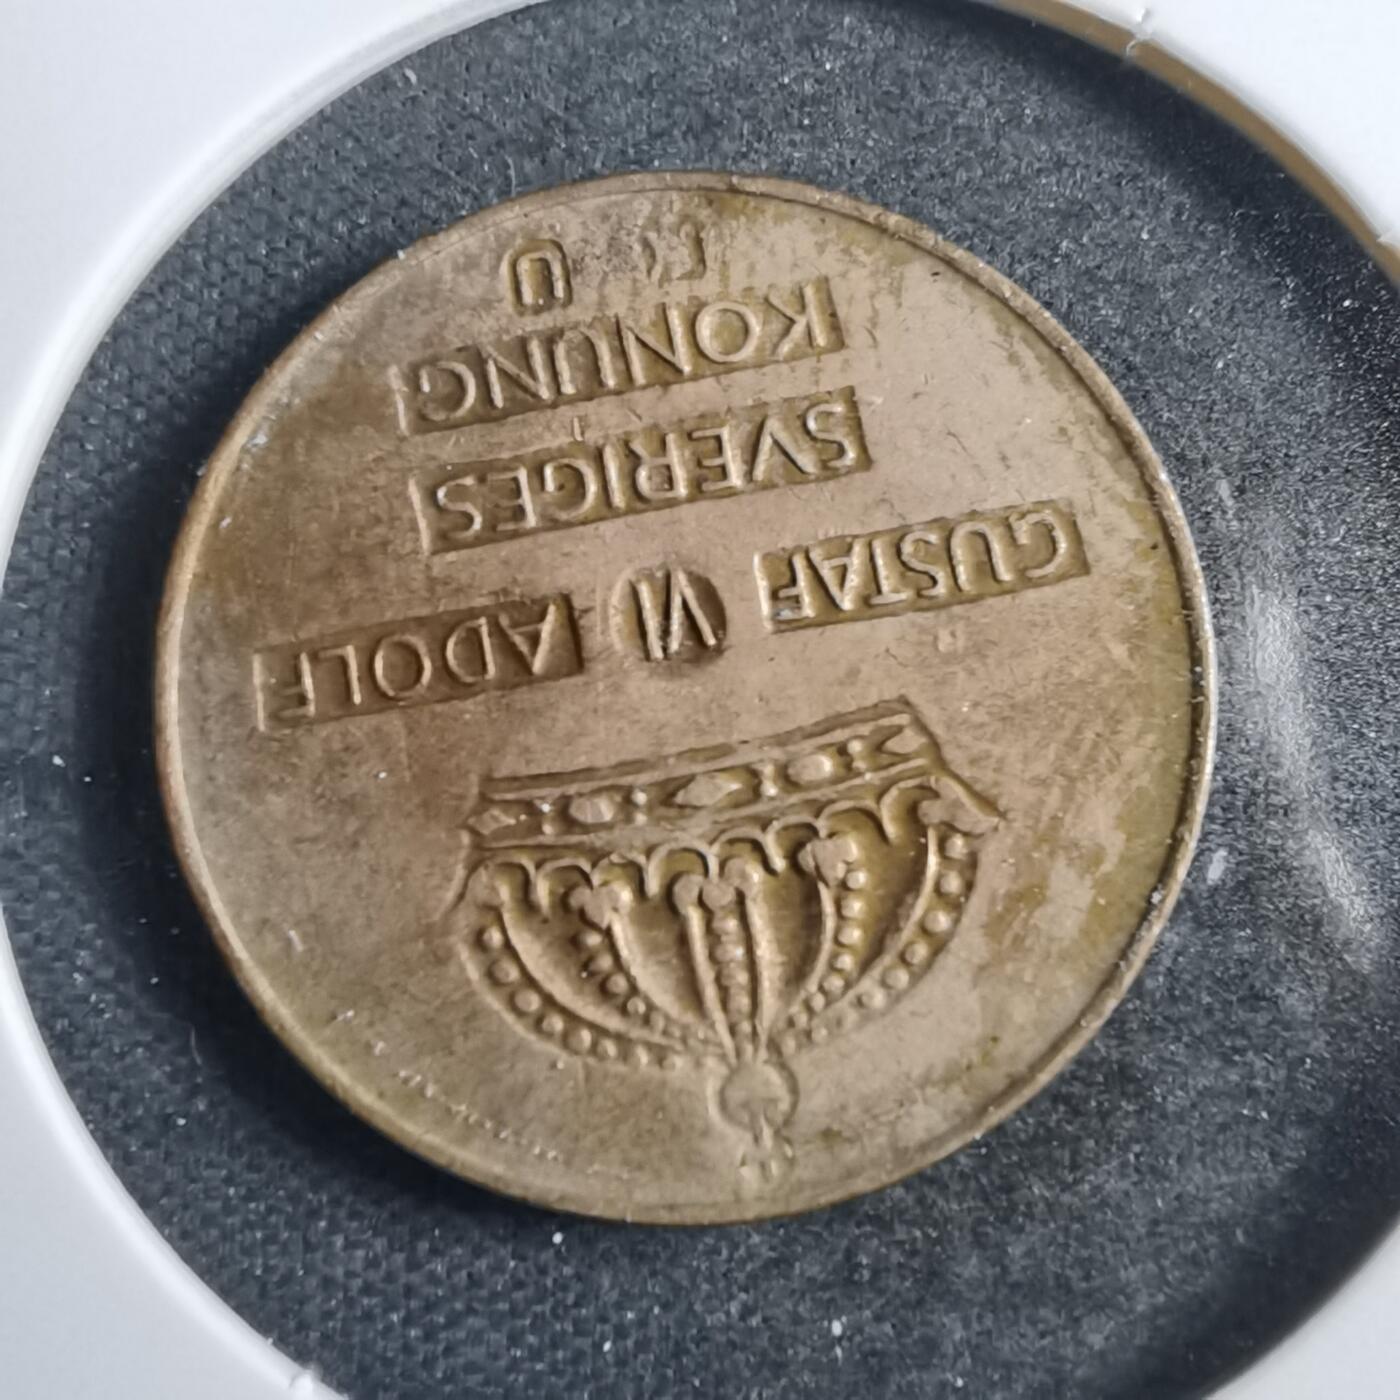 GUSTAF VI ADOLF
SVERIGES
KONUNG
U